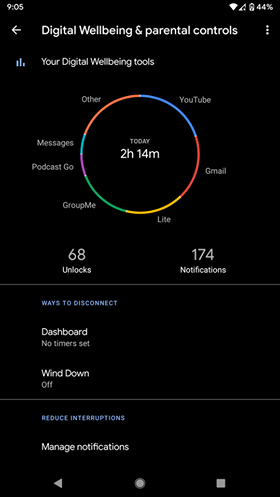 9:05
44%
Digital Wellbeing & parental controls
Your Digital Wellbeing tools
Other
YouTube
TODAY
Messages
2h 14m
Podcast Go
Gmail
GroupMe
Lite
68
174
Unlocks
Notifications
WAYS TO DISCONNECT
Dashboard
No timers set
Wind Down
Off
REDUCE INTERRUPTIONS
Manage notifications